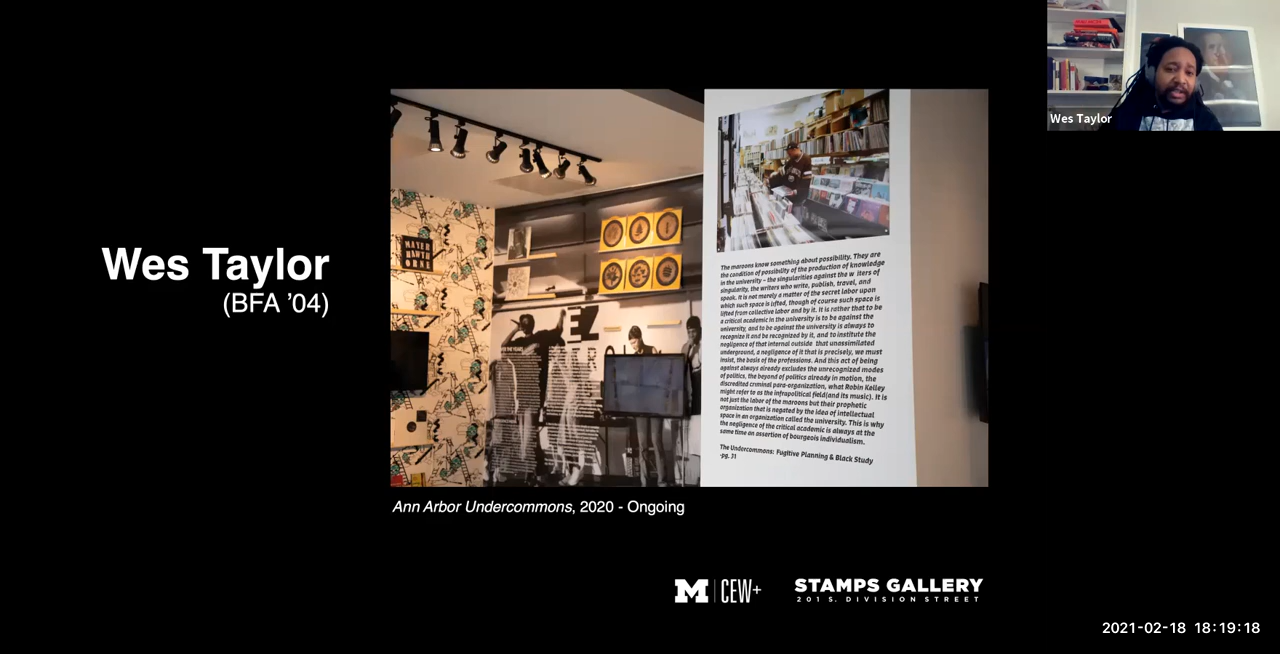 Wes Taylor
Wes Taylor
(BFA ’04)
MAYER
HAWTH
ORNE
EZ
The maroons know something about possibility. They are
the condition of possibility of the production of knowledge
in the university – the singularities against the w iters of
singularity, the writers who write, publish, travel, and
speak. It is not merely a matter of the secret labor upon
which such space is lifted, though of course such space is
lifted from collective labor and by it. It is rather that to be
a critical academic in the university is to be against the
university, and to be against the university is always to
recognize it and be recognized by it, and to institute the
negligence of that internal outside that unassimilated
underground, a negligence of it that is precisely, we must
insist, the basis of the professions. And this act of being
against always already excludes the unrecognized modes
of politics, the beyond of politics already in motion, the
discredited criminal para-organization, what Robin Kelley
might refer to as the infrapolitical field(and its music). It is
not just the labor of the maroons but their prophetic
organization that is negated by the idea of intellectual
space in an organization called the university. This is why
the negligence of the critical academic is always at the
same time an assertion of bourgeois individualism.
The Undercommons: Fugitive Planning & Black Study
-pg. 31
Ann Arbor Undercommons, 2020 - Ongoing
M CEW+
STAMPS GALLERY
201 S. DIVISION STREET
2021-02-18 18:19:18